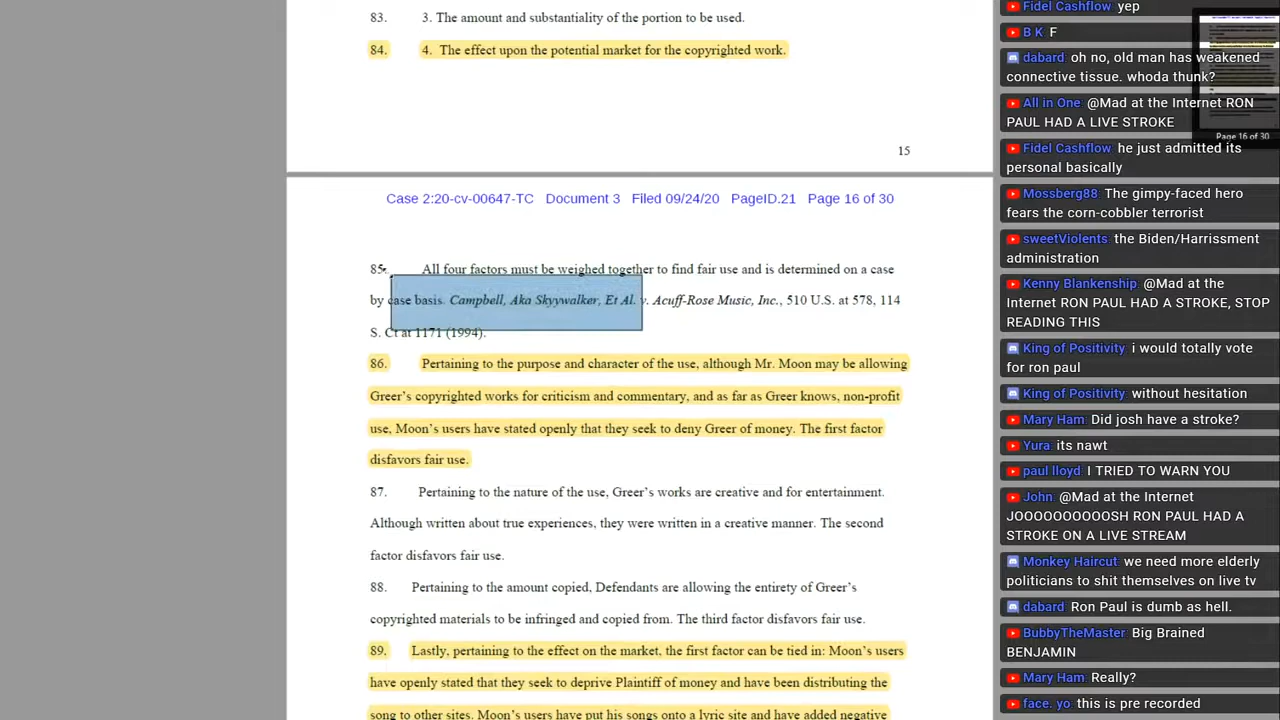 83. 3. The amount and substantiality of the portion to be used.
84. 4. The effect upon the potential market for the copyrighted work.
15
Case 2:20-cv-00647-TC Document 3 Filed 09/24/20 PageID.21 Page 16 of 30
85. All four factors must be weighed together to find fair use and is determined on a case
by case basis. Campbell, Aka Skyywalker, Et Al. v. Acuff-Rose Music, Inc., 510 U.S. at 578, 114
S. Ct at 1171 (1994).
86. Pertaining to the purpose and character of the use, although Mr. Moon may be allowing
Greer's copyrighted works for criticism and commentary, and as far as Greer knows, non-profit
use, Moon's users have stated openly that they seek to deny Greer of money. The first factor
disfavors fair use.
87. Pertaining to the nature of the use, Greer's works are creative and for entertainment.
Although written about true experiences, they were written in a creative manner. The second
factor disfavors fair use.
88. Pertaining to the amount copied, Defendants are allowing the entirety of Greer's
copyrighted materials to be infringed and copied from. The third factor disfavors fair use.
89. Lastly, pertaining to the effect on the market, the first factor can be tied in: Moon's users
have openly stated that they seek to deprive Plaintiff of money and have been distributing the
song to other sites. Moon's users have put his songs onto a lyric site and have added negative
Fidel Cashflow yep
B K F
dabard oh no, old man has weakened
connective tissue. whoda thunk?
All in One @Mad at the Internet RON
PAUL HAD A LIVE STROKE
Page 16 of 30
Fidel Cashflow he just admitted its
personal basically
Mossberg88: The gimpy-faced hero
fears the corn-cobbler terrorist
sweetViolents: the Biden/Harrissment
administration
Kenny Blankenship: @Mad at the
Internet RON PAUL HAD A STROKE, STOP
READING THIS
King of Positivity: i would totally vote
for ron paul
King of Positivity: without hesitation
Mary Ham: Did josh have a stroke?
Yura: its nawt
paul lloyd: I TRIED TO WARN YOU
John: @Mad at the Internet
JOOOOOOOOOOSH RON PAUL HAD A
STROKE ON A LIVE STREAM
Monkey Haircut: we need more elderly
politicians to shit themselves on live tv
dabard: Ron Paul is dumb as hell.
BubbyTheMaster: Big Brained
BENJAMIN
Mary Ham: Really?
face. yo: this is pre recorded